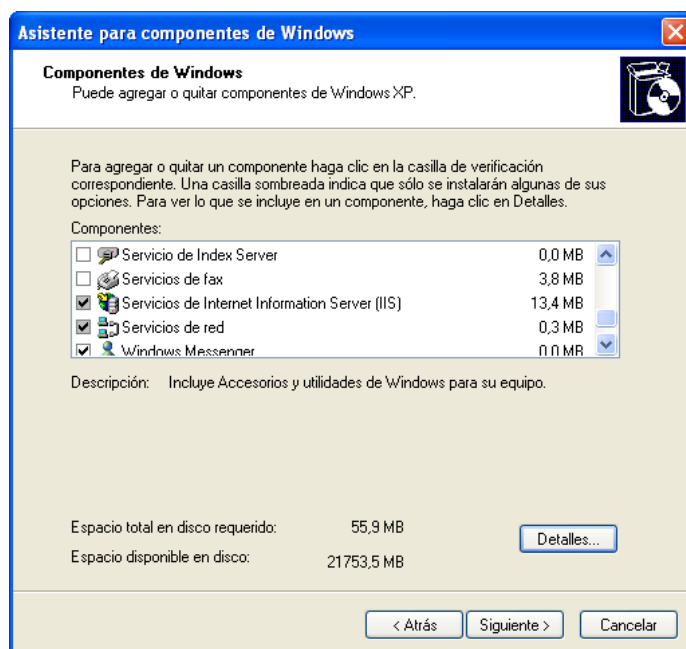 Asistente para componentes de Windows
Componentes de Windows
Puede agregar o quitar componentes de Windows XP.
Para agregar o quitar un componente haga clic en la casilla de verificación
correspondiente. Una casilla sombreada indica que sólo se instalarán algunas de sus
opciones. Para ver lo que se incluye en un componente, haga clic en Detalles.
Componentes:
Servicio de Index Server 0,0 MB
Servicios de fax 3,8 MB
Servicios de Internet Information Server (IIS) 13,4 MB
Servicios de red 0,3 MB
Windows Messenger 0,0 MB
Descripción: Incluye Accesorios y utilidades de Windows para su equipo.
Espacio total en disco requerido: 55,9 MB
Espacio disponible en disco: 21753,5 MB
Detalles...
< Atrás Siguiente > Cancelar